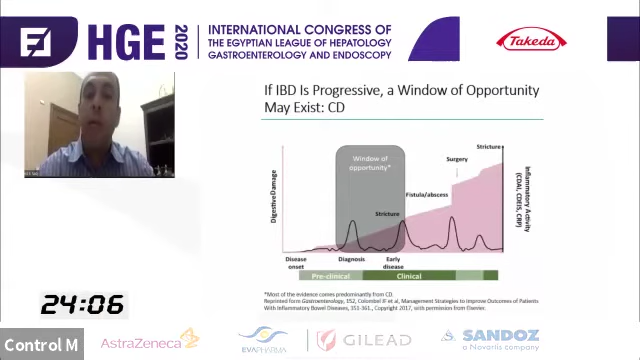 HGE 2020
INTERNATIONAL CONGRESS OF
THE EGYPTIAN LEAGUE OF HEPATOLOGY
GASTROENTEROLOGY AND ENDOSCOPY
Takeda
If IBD Is Progressive, a Window of Opportunity
May Exist: CD
Digestive Damage
Window of
opportunity*
Stricture
Fistula/abscess
Surgery
Stricture
Inflammatory Activity
(CDAI, CDEIS, CRP)
Disease
onset
Diagnosis
Early
disease
Pre-clinical
Clinical
*Most of the evidence comes predominantly from CD.
Reprinted form Gastroenterology, 152, Colombel JF et al, Management Strategies to Improve Outcomes of Patients
With Inflammatory Bowel Diseases, 351-361., Copyright 2017, with permission from Elsevier.
24:06
Control M
AstraZeneca
EVAPHARMA
GILEAD
SANDOZ
a Novartis company